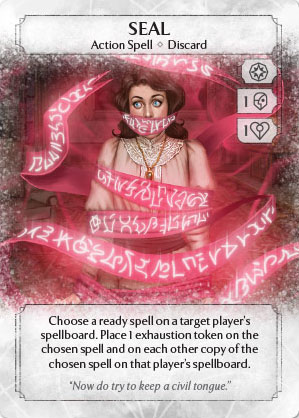 SEAL
Action Spell ◇ Discard
1
1
Choose a ready spell on a target player's
spellboard. Place 1 exhaustion token on the
chosen spell and on each other copy of the
chosen spell on that player's spellboard.
"Now do try to keep a civil tongue."